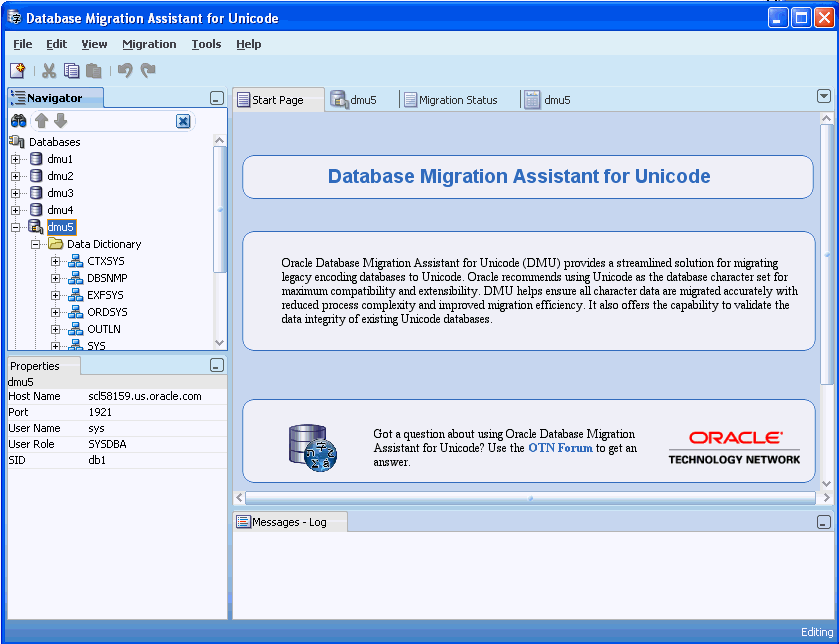 Database Migration Assistant for Unicode
File Edit View Migration Tools Help
Navigator
Databases
dmu1
dmu2
dmu3
dmu4
dmu5
Data Dictionary
CTXSYS
DBSNMP
EXFSYS
ORDSYS
OUTLN
SYS
Properties
dmu5
Host Name scl58159.us.oracle.com
Port 1921
User Name sys
User Role SYSDBA
SID db1
Start Page dmu5 Migration Status dmu5
Database Migration Assistant for Unicode
Oracle Database Migration Assistant for Unicode (DMU) provides a streamlined solution for migrating
legacy encoding databases to Unicode. Oracle recommends using Unicode as the database character set for
maximum compatibility and extensibility. DMU helps ensure all character data are migrated accurately with
reduced process complexity and improved migration efficiency. It also offers the capability to validate the
data integrity of existing Unicode databases.
Got a question about using Oracle Database Migration
Assistant for Unicode? Use the OTN Forum to get an
answer.
ORACLE
TECHNOLOGY NETWORK
Messages - Log
Editing